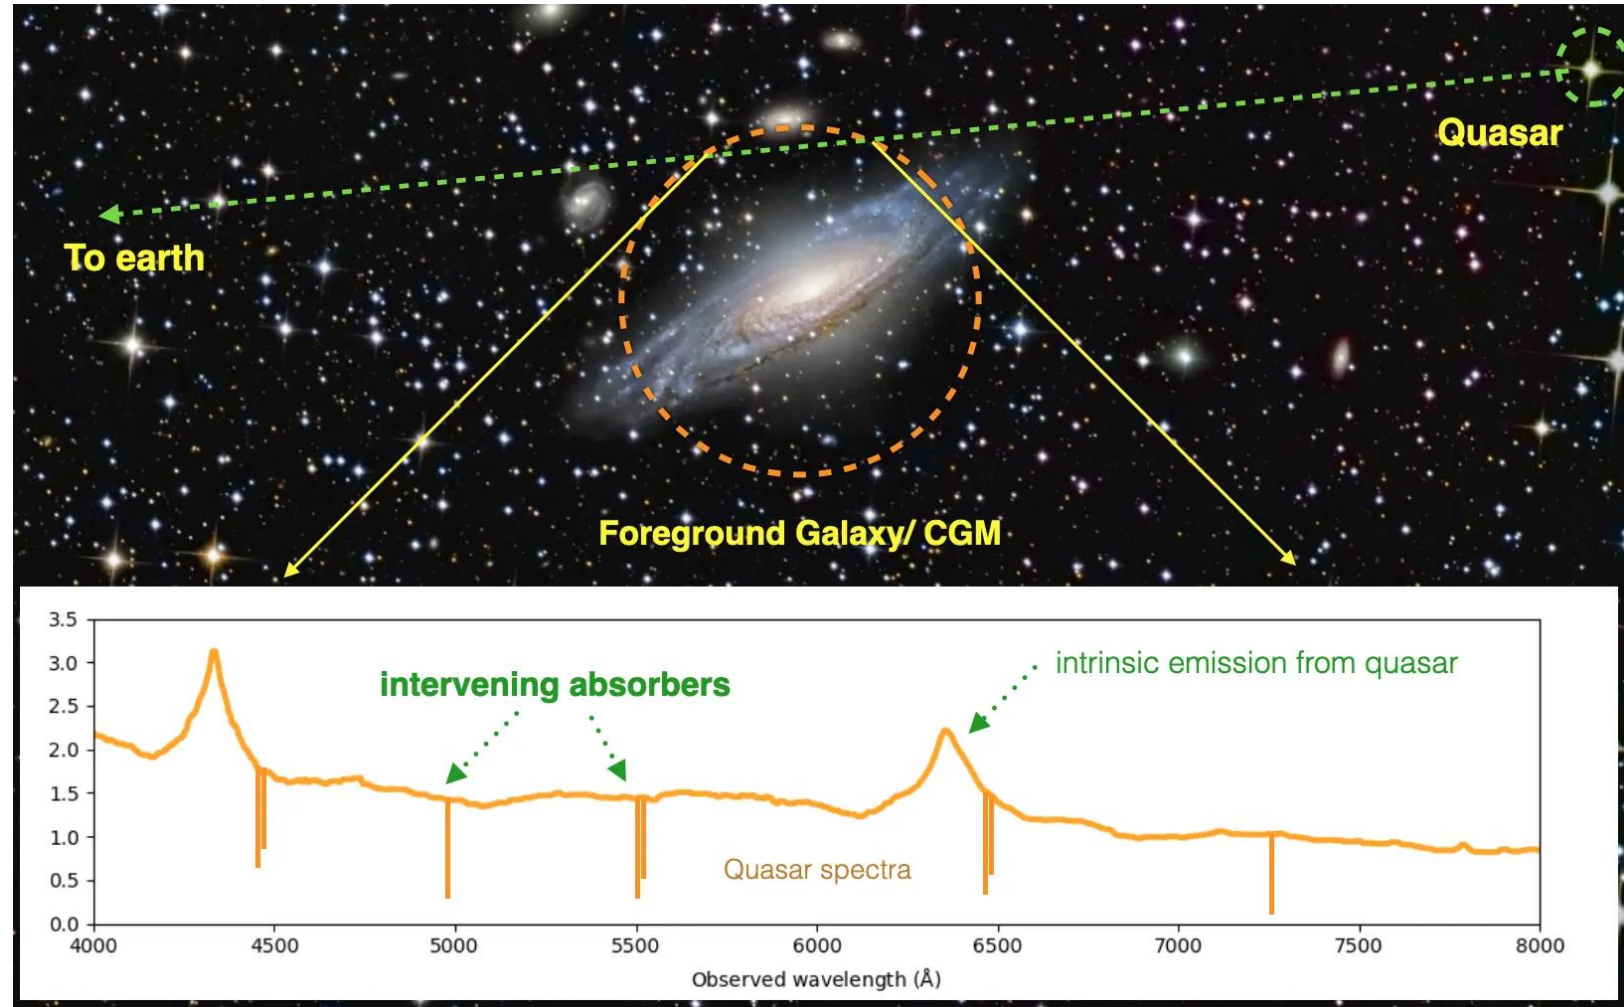 Quasar
To earth
Foreground Galaxy/ CGM
3.5
3.0
2.5
2.0
1.5
1.0
0.5
0.0
intervening absorbers
intrinsic emission from quasar
Quasar spectra
4000 4500 5000 5500 6000 6500 7000 7500 8000
Observed wavelength (Å)